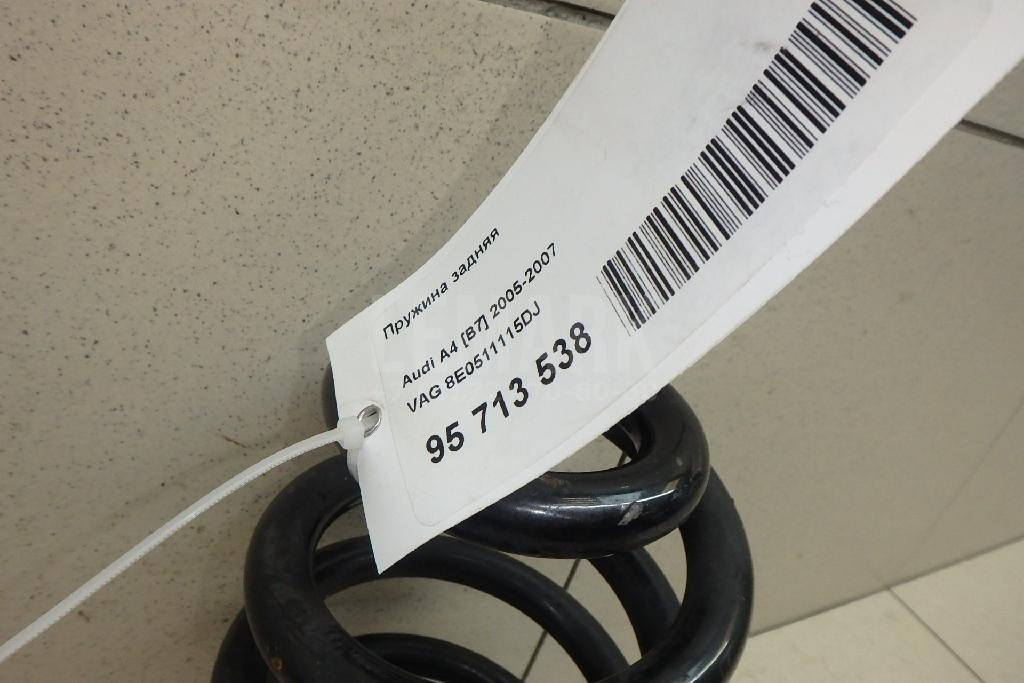 Пружина задняя
Audi A4 [B7] 2005-2007
VAG 8E0511115DJ
95 713 538